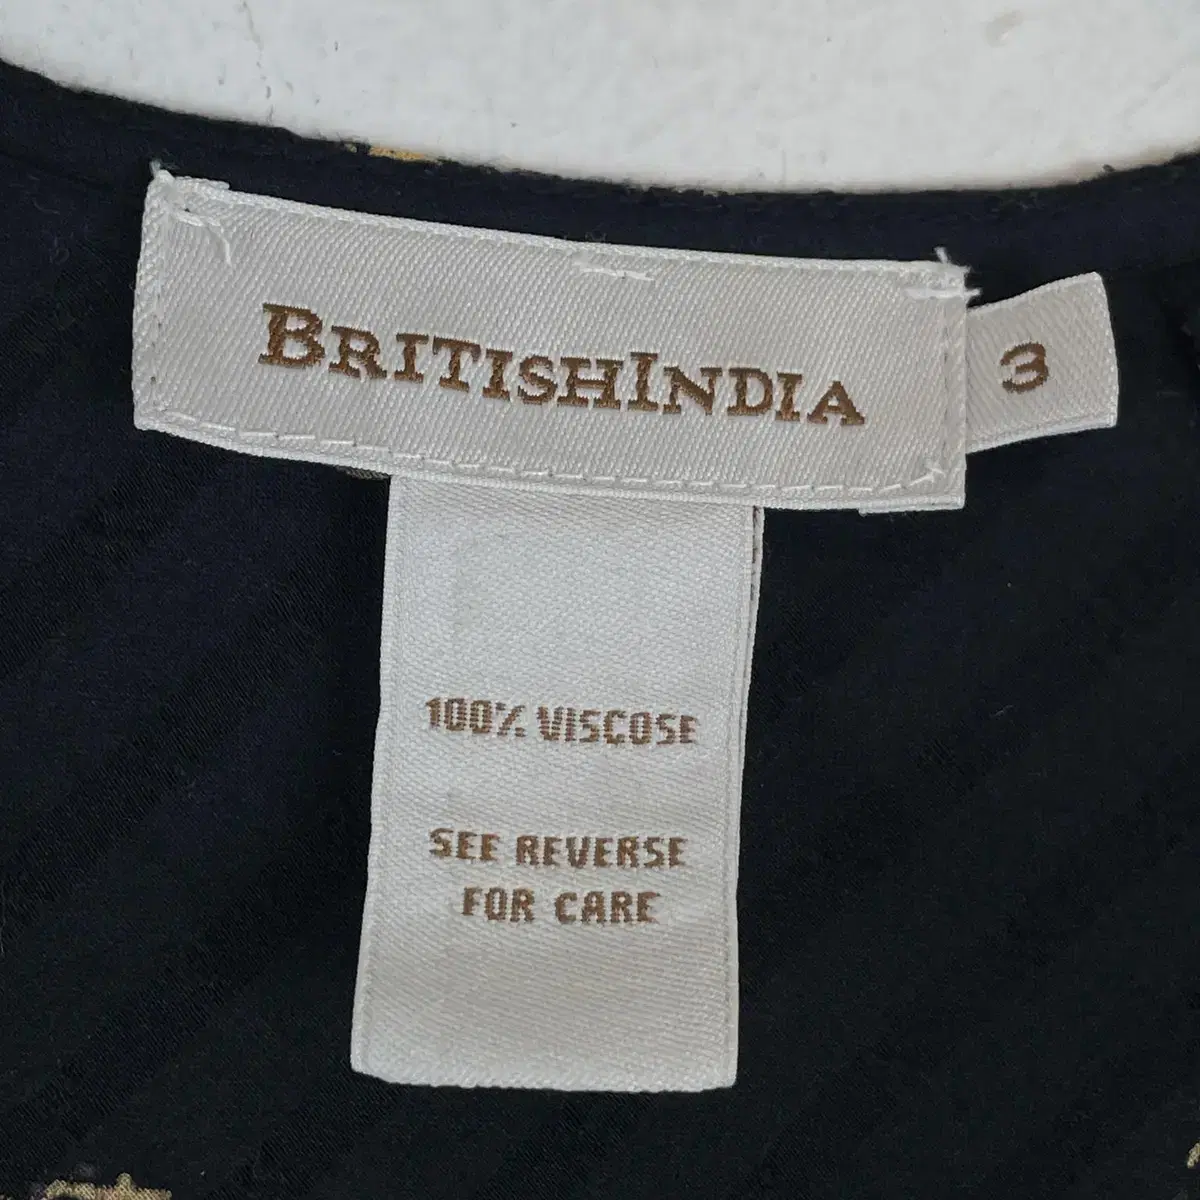 BRITISHINDIA
3
100% VISCOSE
SEE REVERSE
FOR CARE